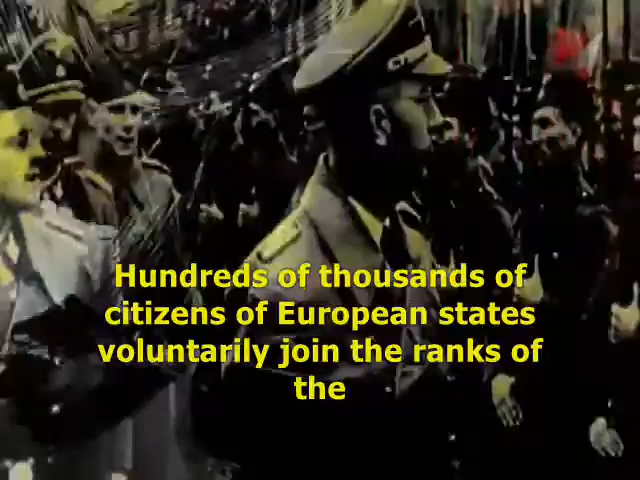 Hundreds of thousands of
citizens of European states
voluntarily join the ranks of
the